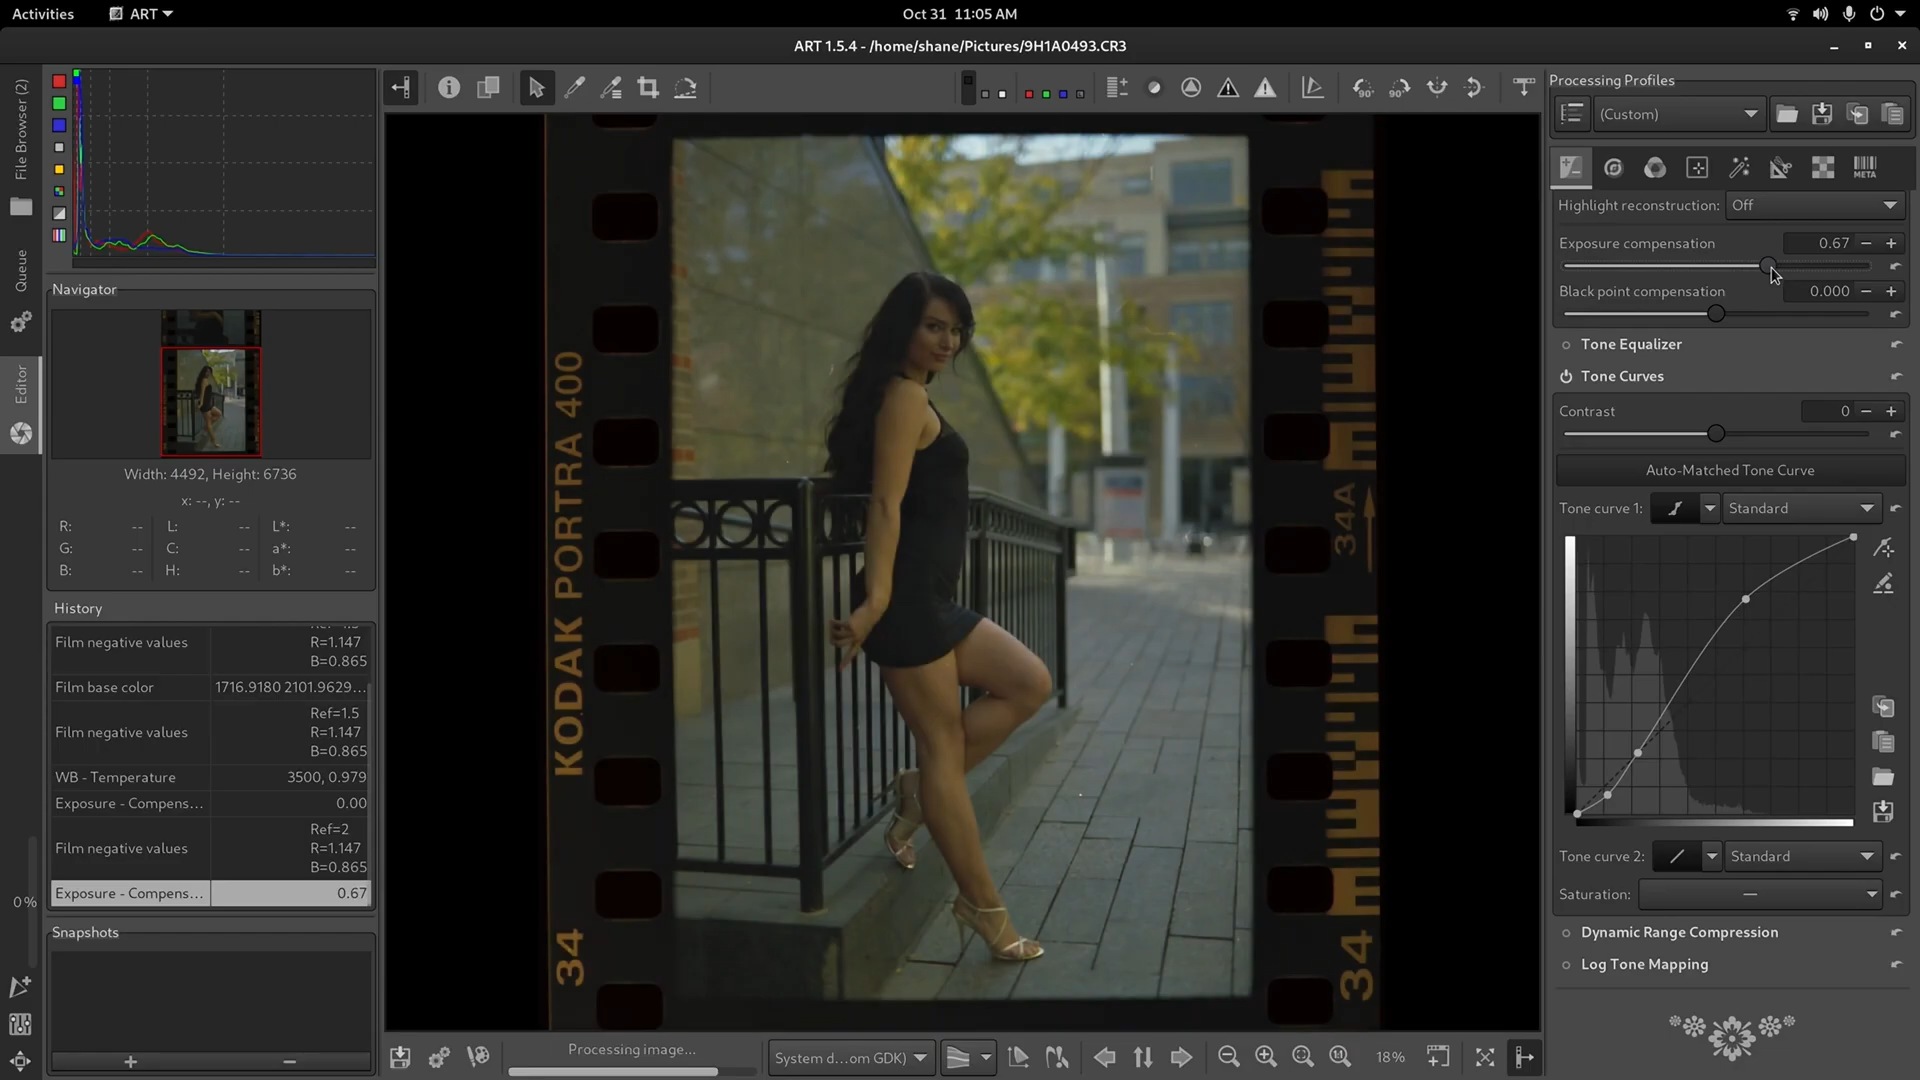 Activities ART Oct 31 11:05 AM
ART 1.5.4 - /home/shane/Pictures/9H1A0493.CR3
File Browser (2)
Queue
Editor
0 %
Navigator
Width: 4492, Height: 6736
x: --, y: --
R: -- L: -- L*: --
G: -- C: -- a*: --
B: -- H: -- b*: --
History
Film negative values
R=1.147
B=0.865
Film base color 1716.9180 2101.9629...
Film negative values
Ref=1.5
R=1.147
B=0.865
WB - Temperature 3500, 0.979
Exposure - Compens... 0.00
Film negative values
Ref=2
R=1.147
B=0.865
Exposure - Compens... 0.67
Snapshots
KODAK PORTRA 400
34
34A
34
Processing image...
System d...om GDK)
18%
Processing Profiles
(Custom)
META
Highlight reconstruction: Off
Exposure compensation 0.67
Black point compensation 0.000
Tone Equalizer
Tone Curves
Contrast 0
Auto-Matched Tone Curve
Tone curve 1: Standard
Tone curve 2: Standard
Saturation:
Dynamic Range Compression
Log Tone Mapping